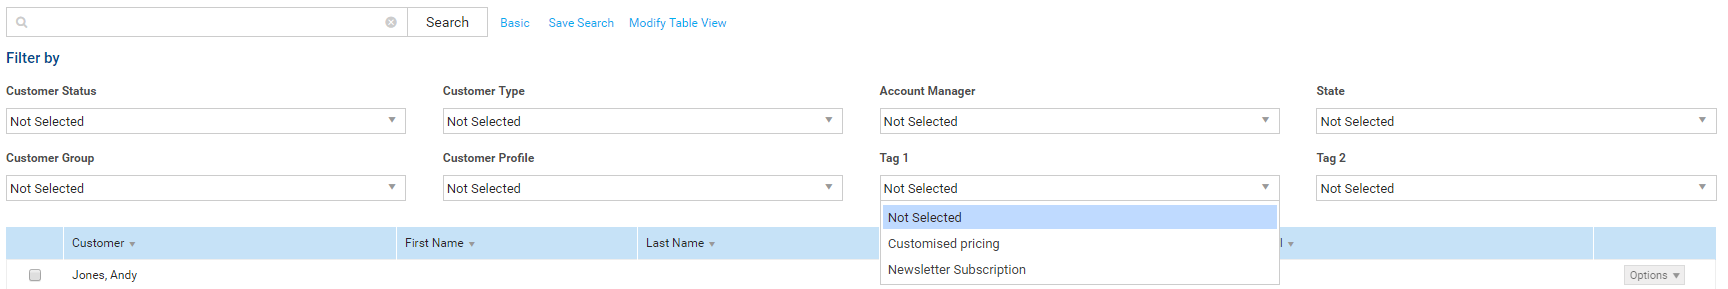 Search Basic Save Search Modify Table View
Filter by
Customer Status Customer Type Account Manager State
Not Selected Not Selected Not Selected Not Selected
Customer Group Customer Profile Tag 1 Tag 2
Not Selected Not Selected Not Selected Not Selected
Not Selected
Customer First Name Last Name
Customised pricing
Jones, Andy Newsletter Subscription Options